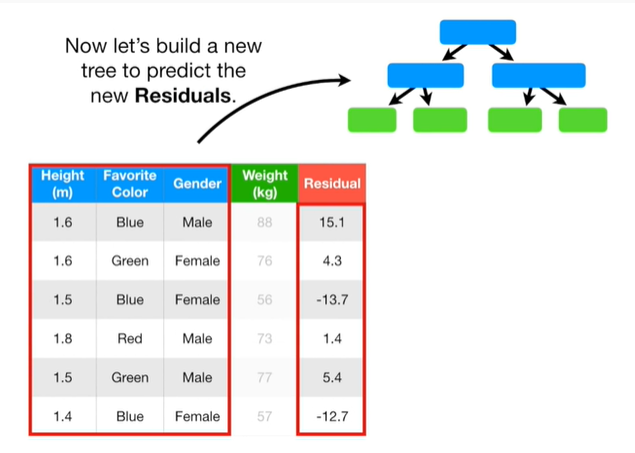 Now let's build a new
tree to predict the
new Residuals.
Height (m) Favorite Color Gender Weight (kg) Residual
1.6 Blue Male 88 15.1
1.6 Green Female 76 4.3
1.5 Blue Female 56 -13.7
1.8 Red Male 73 1.4
1.5 Green Male 77 5.4
1.4 Blue Female 57 -12.7